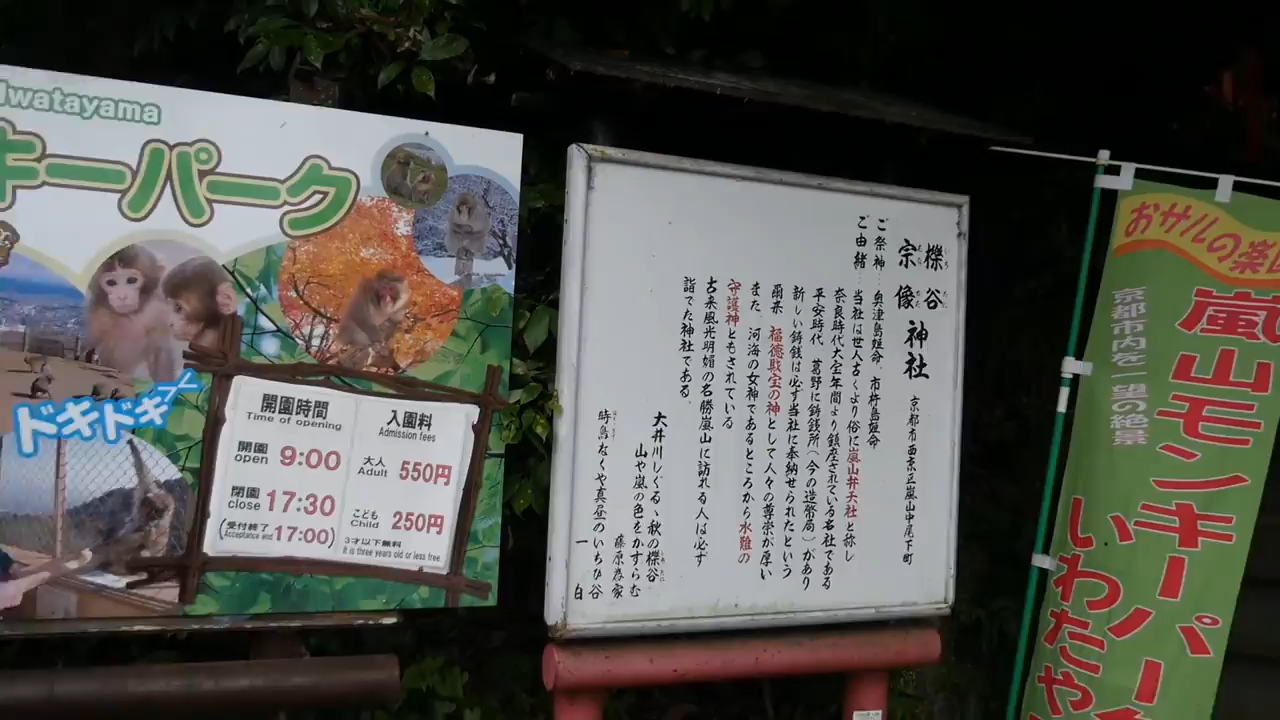 Iwatayama
キーパーク
ドキドキ
開園時間
Time of opening
開園
open
9:00
閉園
close
17:30
(受付終了
Acceptance end
17:00)
入園料
Admission fees
大人
Adult
550円
こども
Child
250円
3才以下無料
It is three years old or less free
櫟谷
宗像神社
京都市西京区嵐山中尾下町
ご祭神 奥津島姫命、市杵島姫命
ご由緒 当社は世人古くより俗に嵐山弁天社と称し
奈良時代大宝年間より鎮座されている名社である
平安時代 葛野に鋳銭所(今の造幣局)があり
新しい鋳銭は必ず当社に奉納せられたという
爾来 福徳財宝の神として人々の尊崇が厚い
また、河海の女神であるところから水難の
守護神ともされている
古来風光明媚の名勝嵐山に訪れる人は必ず
詣でた神社である。
大井川しぐるゝ秋の櫟谷
山や嵐の色をかすらむ
藤原彦家
時鳥なくや真昼のいちが谷
一白
おサルの楽園
京都市内を一望の絶景
嵐山モンキーパーク
いわたや